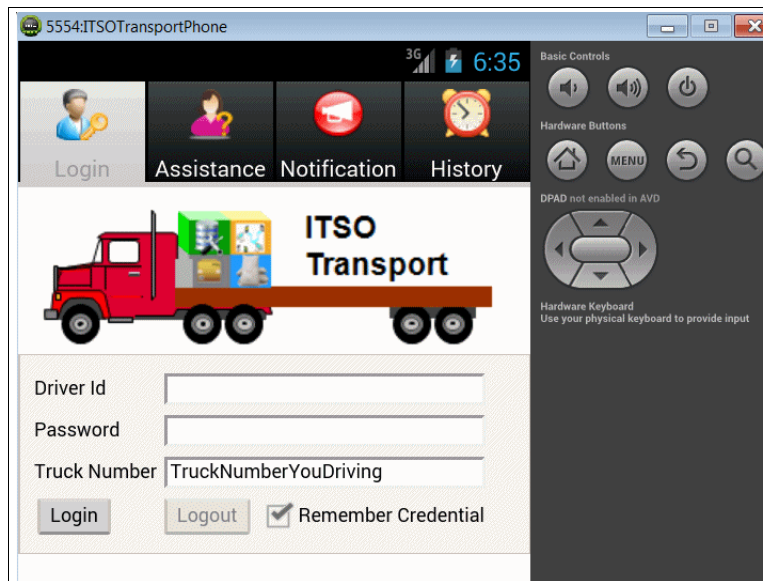 5554:ITSOTransportPhone
3G 6:35
Login Assistance Notification History
ITSO
Transport
Driver Id
Password
Truck Number TruckNumberYouDriving
Login Logout Remember Credential
Basic Controls
Hardware Buttons
MENU
DPAD not enabled in AVD
Hardware Keyboard
Use your physical keyboard to provide input